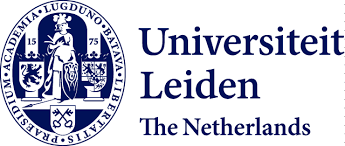 ACADEMIA · LUGDUNO · BATAVA · LIBERTATIS · PRAESIDIUM ·
15 75
Universiteit
Leiden
The Netherlands